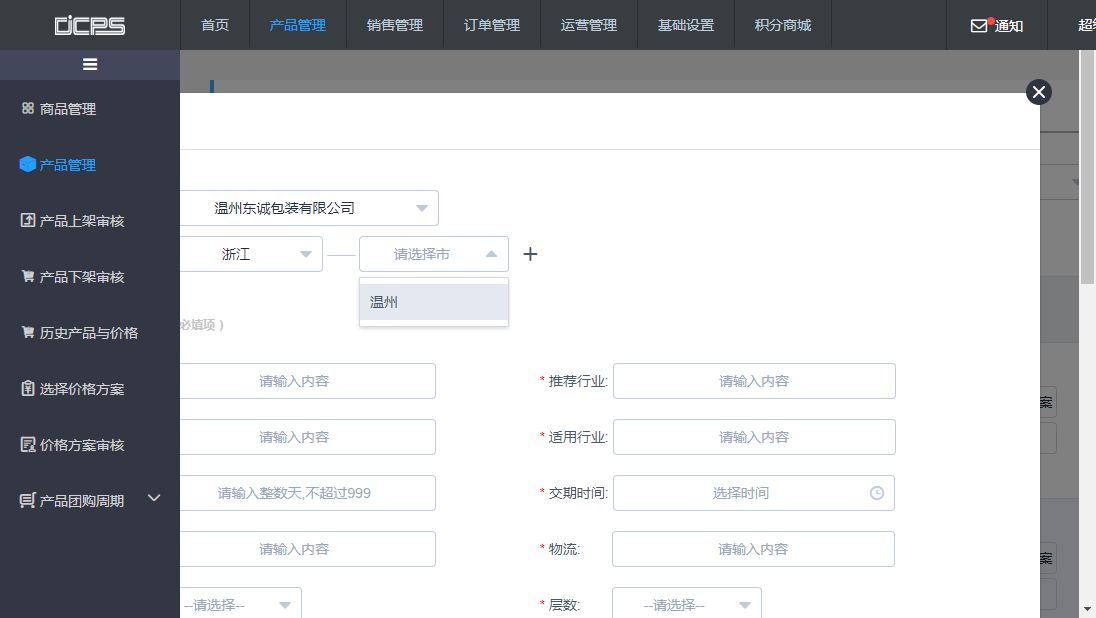 DJCPS 首页 产品管理 销售管理 订单管理 运营管理 基础设置 积分商城 通知
商品管理
产品管理
产品上架审核
产品下架审核
历史产品与价格
选择价格方案
价格方案审核
产品团购周期
温州东诚包装有限公司
浙江 请选择市
温州
必填项 )
请输入内容 * 推荐行业: 请输入内容
案
请输入内容 * 适用行业: 请输入内容
请输入整数天,不超过999 * 交期时间: 选择时间
请输入内容 * 物流: 请输入内容
案
--请选择-- * 层数: --请选择--